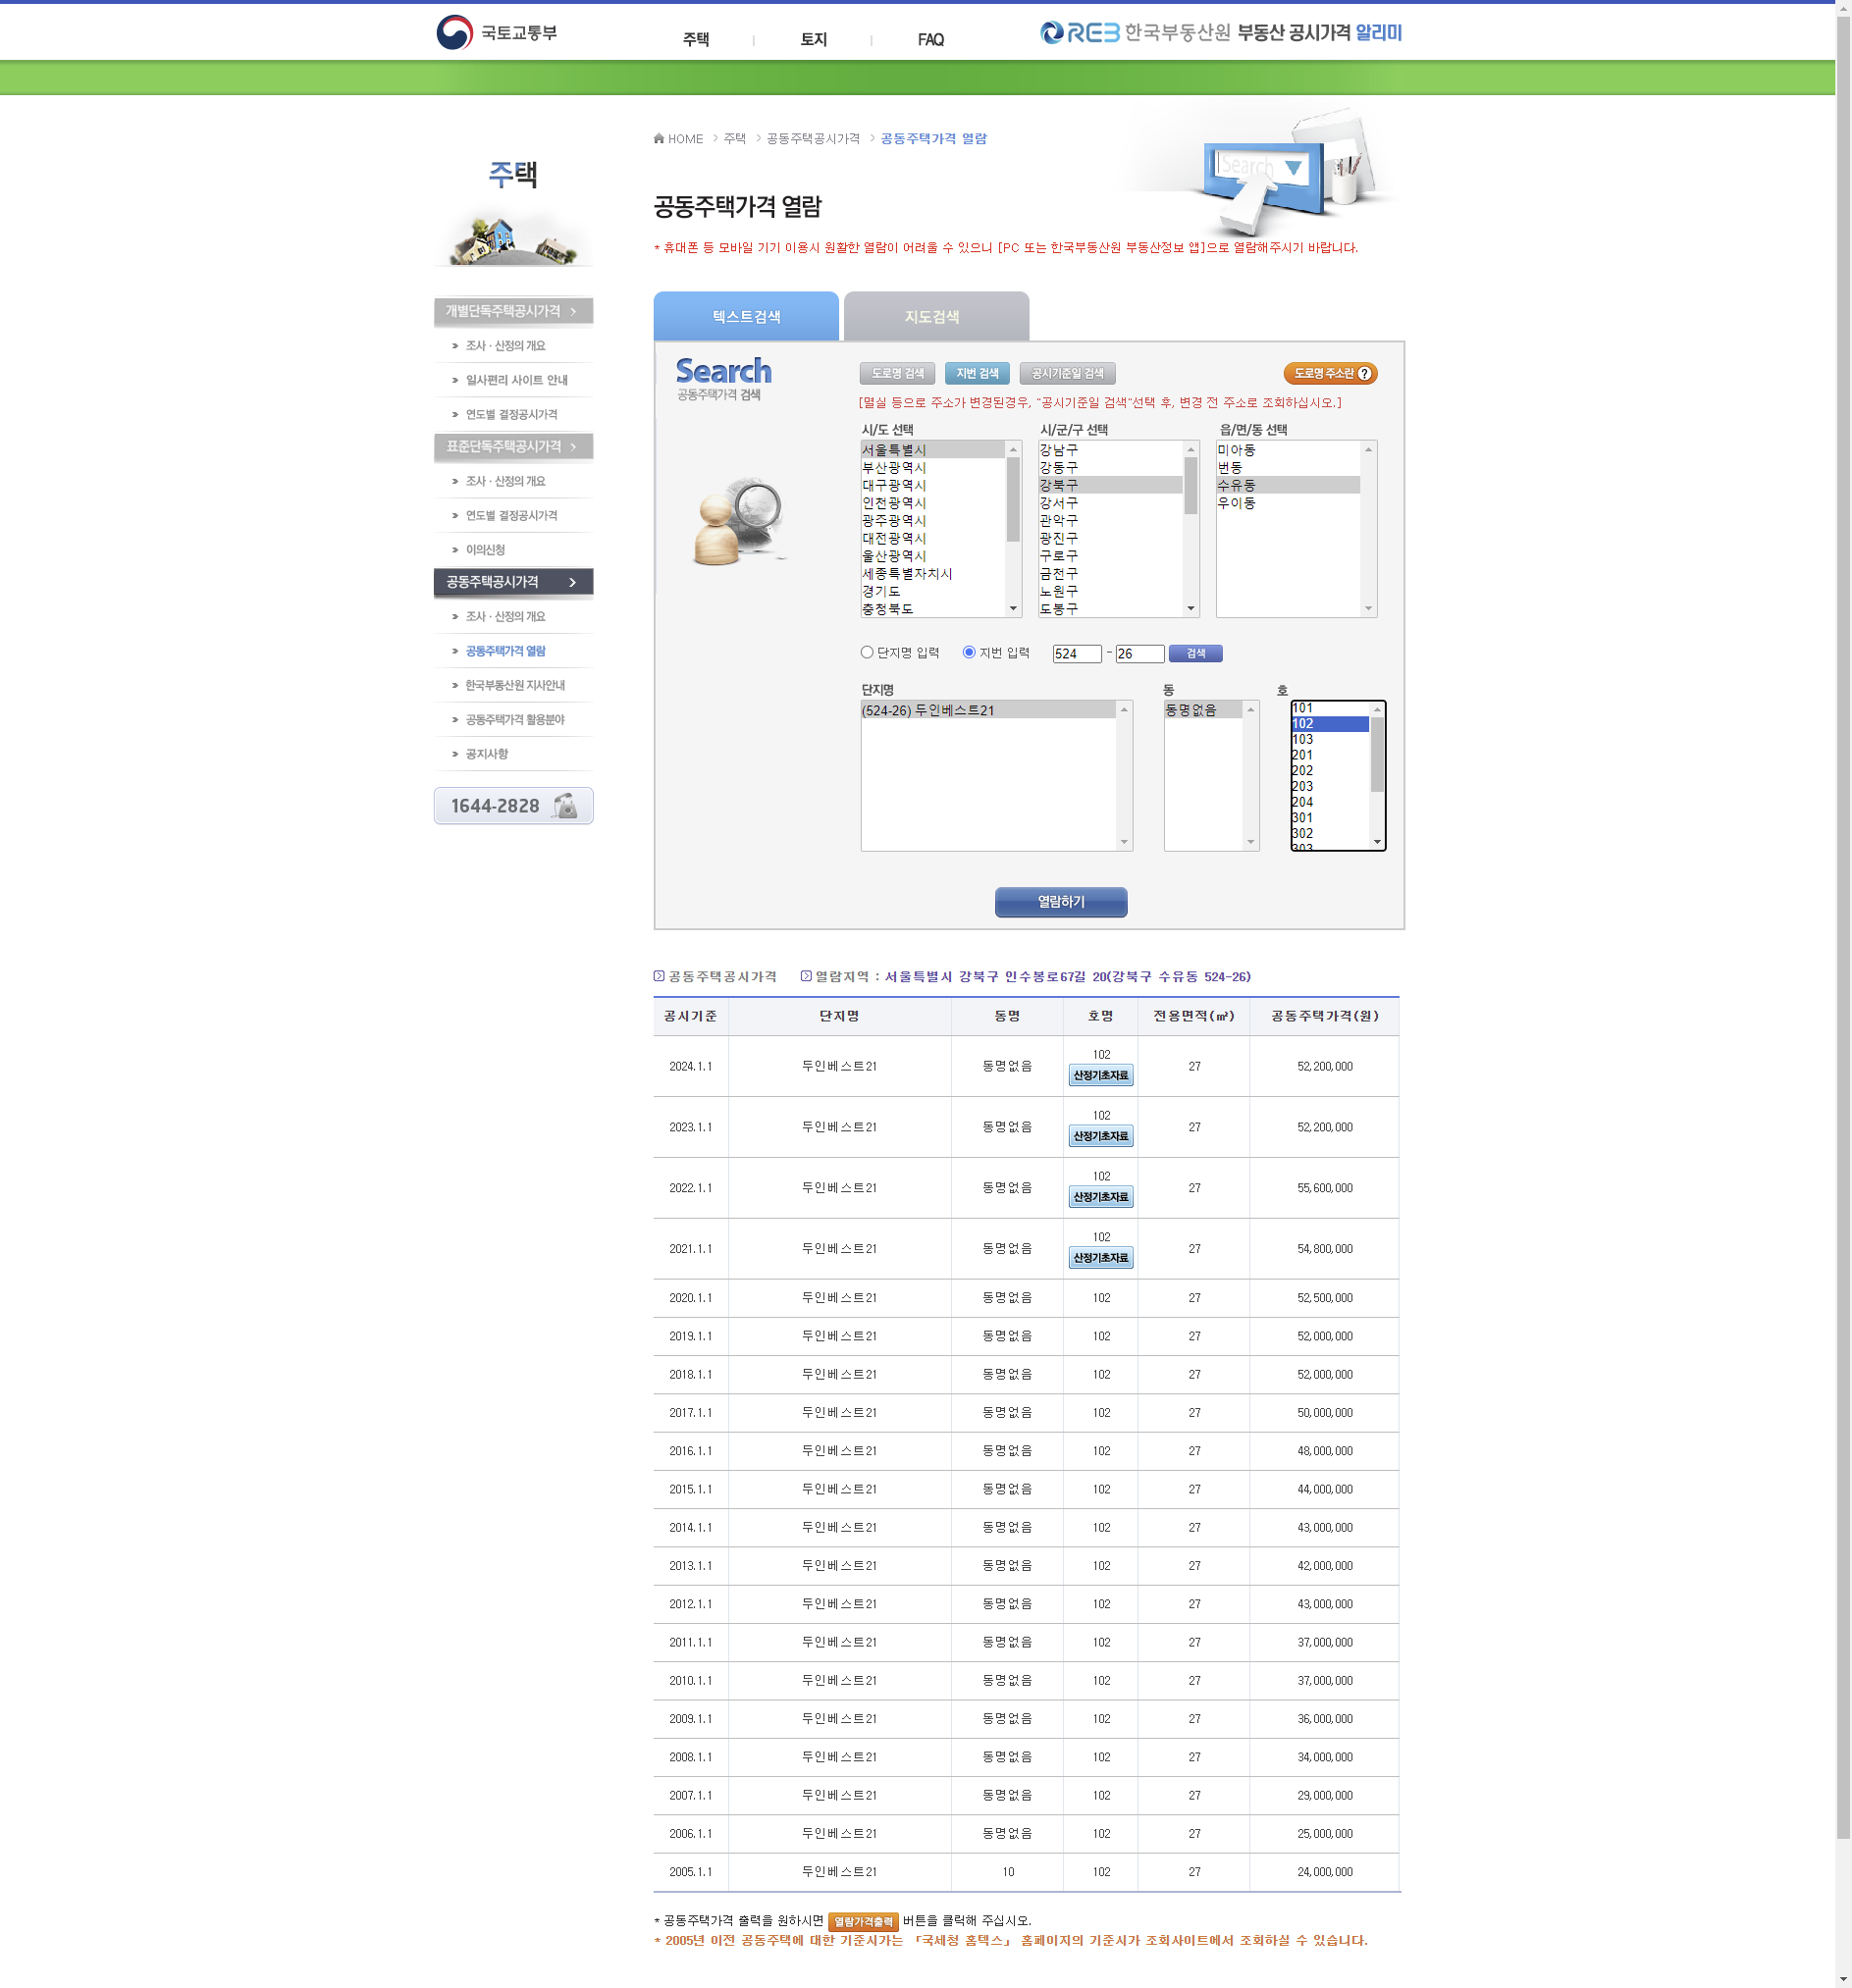 국토교통부
주택
토지
FAQ
REB 한국부동산원 부동산 공시가격 알리미
HOME > 주택 > 공동주택공시가격 > 공동주택가격 열람
주택
Search
공동주택가격 열람
* 휴대폰 등 모바일 기기 이용시 원활한 열람이 어려울 수 있으니 [PC 또는 한국부동산원 부동산정보 앱]으로 열람해주시기 바랍니다.
개별단독주택공시가격
조사 · 산정의 개요
일사편리 사이트 안내
연도별 결정공시가격
표준단독주택공시가격
조사 · 산정의 개요
연도별 결정공시가격
이의신청
공동주택공시가격
조사 · 산정의 개요
공동주택가격 열람
한국부동산원 지사안내
공동주택가격 활용분야
공지사항
1644-2828
텍스트검색
지도검색
Search
공동주택가격 검색
도로명 검색
지번 검색
공시기준일 검색
도로명 주소란 ?
[멸실 등으로 주소가 변경된경우, "공시기준일 검색"선택 후, 변경 전 주소로 조회하십시오.]
시/도 선택
서울특별시
부산광역시
대구광역시
인천광역시
광주광역시
대전광역시
울산광역시
세종특별자치시
경기도
충청북도
시/군/구 선택
강남구
강동구
강북구
강서구
관악구
광진구
구로구
금천구
노원구
도봉구
읍/면/동 선택
미아동
번동
수유동
우이동
단지명 입력
지번 입력
524 - 26
검색
단지명
(524-26) 두인베스트21
동
동명없음
호
101
102
103
201
202
203
204
301
302
303
열람하기
공동주택공시가격
열람지역 : 서울특별시 강북구 인수봉로67길 20(강북구 수유동 524-26)
공시기준 단지명 동명 호명 전용면적(㎡) 공동주택가격(원)
2024.1.1 두인베스트21 동명없음 102 산정기초자료 27 52,200,000
2023.1.1 두인베스트21 동명없음 102 산정기초자료 27 52,200,000
2022.1.1 두인베스트21 동명없음 102 산정기초자료 27 55,600,000
2021.1.1 두인베스트21 동명없음 102 산정기초자료 27 54,800,000
2020.1.1 두인베스트21 동명없음 102 27 52,500,000
2019.1.1 두인베스트21 동명없음 102 27 52,000,000
2018.1.1 두인베스트21 동명없음 102 27 52,000,000
2017.1.1 두인베스트21 동명없음 102 27 50,000,000
2016.1.1 두인베스트21 동명없음 102 27 48,000,000
2015.1.1 두인베스트21 동명없음 102 27 44,000,000
2014.1.1 두인베스트21 동명없음 102 27 43,000,000
2013.1.1 두인베스트21 동명없음 102 27 42,000,000
2012.1.1 두인베스트21 동명없음 102 27 43,000,000
2011.1.1 두인베스트21 동명없음 102 27 37,000,000
2010.1.1 두인베스트21 동명없음 102 27 37,000,000
2009.1.1 두인베스트21 동명없음 102 27 36,000,000
2008.1.1 두인베스트21 동명없음 102 27 34,000,000
2007.1.1 두인베스트21 동명없음 102 27 29,000,000
2006.1.1 두인베스트21 동명없음 102 27 25,000,000
2005.1.1 두인베스트21 10 102 27 24,000,000
* 공동주택가격 출력을 원하시면 열람가격출력 버튼을 클릭해 주십시오.
* 2005년 이전 공동주택에 대한 기준시가는 「국세청 홈텍스」 홈페이지의 기준시가 조회사이트에서 조회하실 수 있습니다.